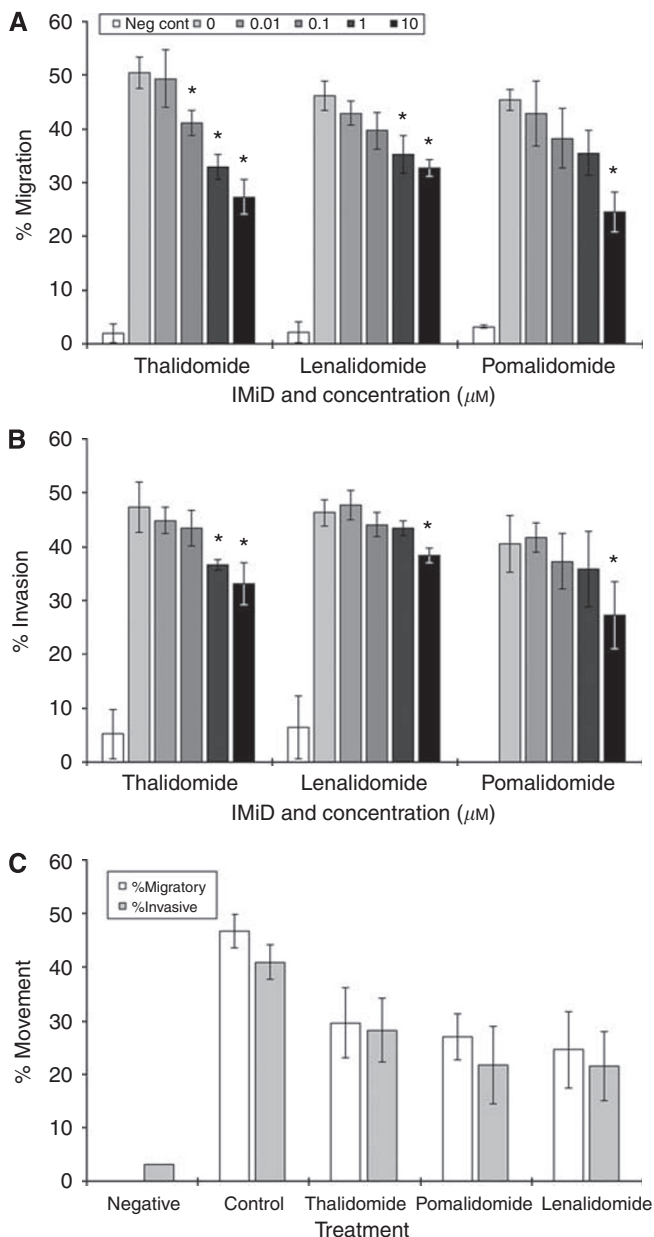 A
60
50
40
30
20
10
0
% Migration
Neg cont 0 0.01 0.1 1 10
* * *
* *
*
Thalidomide Lenalidomide Pomalidomide
IMiD and concentration (μM)
B
60
50
40
30
20
10
0
% Invasion
* *
*
*
Thalidomide Lenalidomide Pomalidomide
IMiD and concentration (μM)
C
60
50
40
30
20
10
0
% Movement
%Migratory
%Invasive
Negative Control Thalidomide Pomalidomide Lenalidomide
Treatment